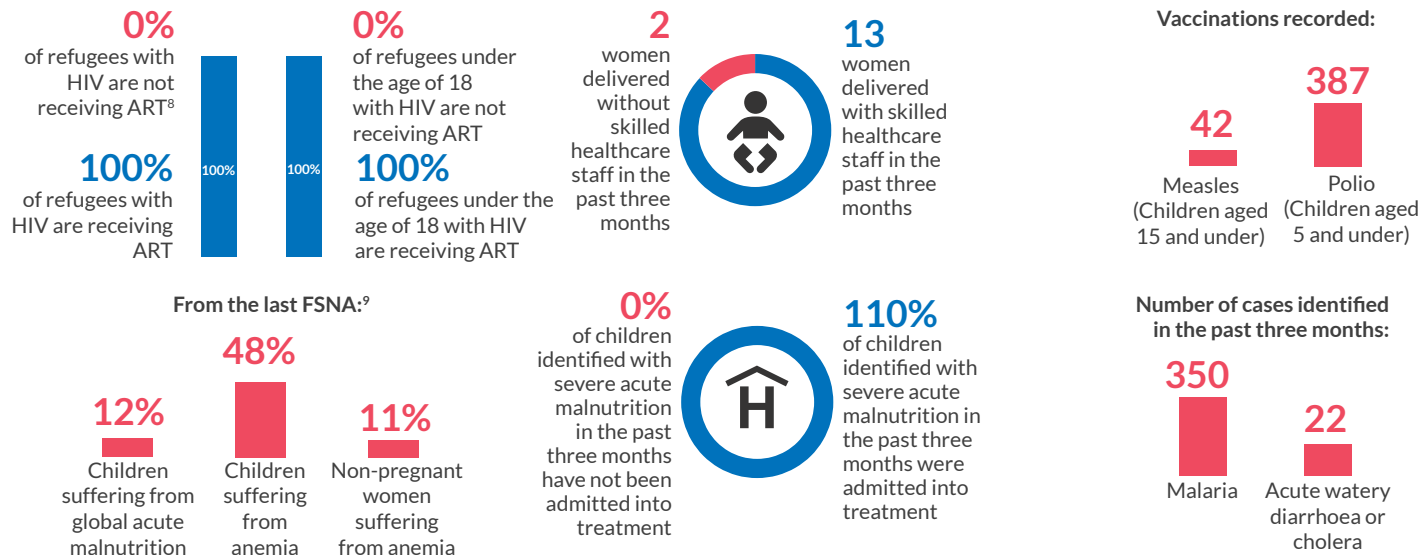 0%
of refugees with
HIV are not
receiving ART⁸
100%
of refugees with
HIV are receiving
ART
100%
100%
0%
of refugees under
the age of 18
with HIV are not
receiving ART
100%
of refugees under the
age of 18 with HIV
are receiving ART
2
women
delivered
without
skilled
healthcare
staff in the
past three
months
13
women
delivered
with skilled
healthcare
staff in the
past three
months
Vaccinations recorded:
42
Measles
(Children aged
15 and under)
387
Polio
(Children aged
5 and under)
From the last FSNA:⁹
12%
Children
suffering from
global acute
malnutrition
48%
Children
suffering
from
anemia
11%
Non-pregnant
women
suffering
from anemia
0%
of children
identified with
severe acute
malnutrition
in the past
three months
have not been
admitted into
treatment
H
110%
of children
identified with
severe acute
malnutrition in
the past three
months were
admitted into
treatment
Number of cases identified
in the past three months:
350
Malaria
22
Acute watery
diarrhoea or
cholera